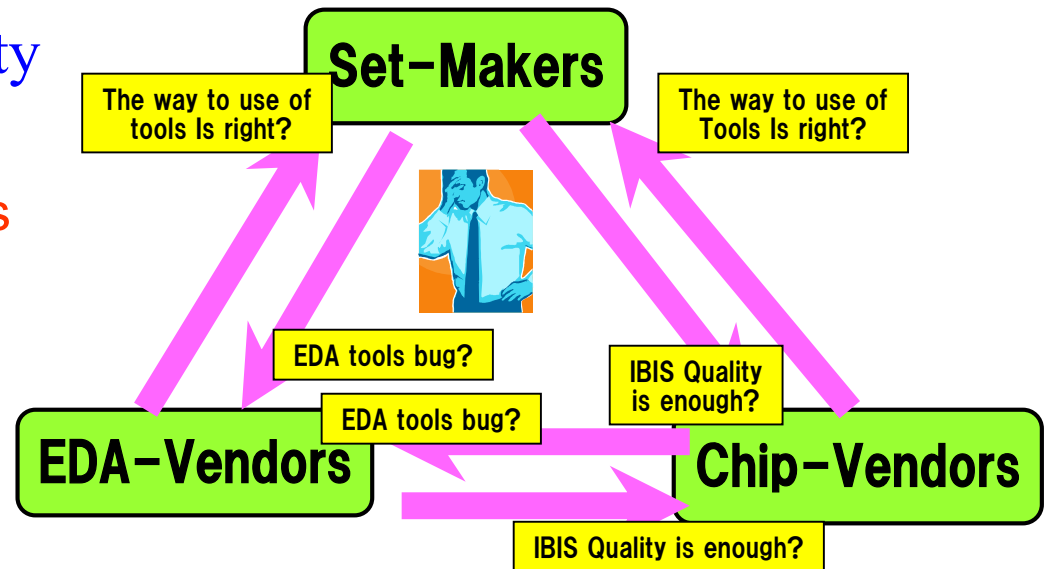 ty
Set-Makers
The way to use of
tools Is right?
The way to use of
Tools Is right?
s
EDA tools bug?
IBIS Quality
is enough?
EDA tools bug?
EDA-Vendors
Chip-Vendors
IBIS Quality is enough?